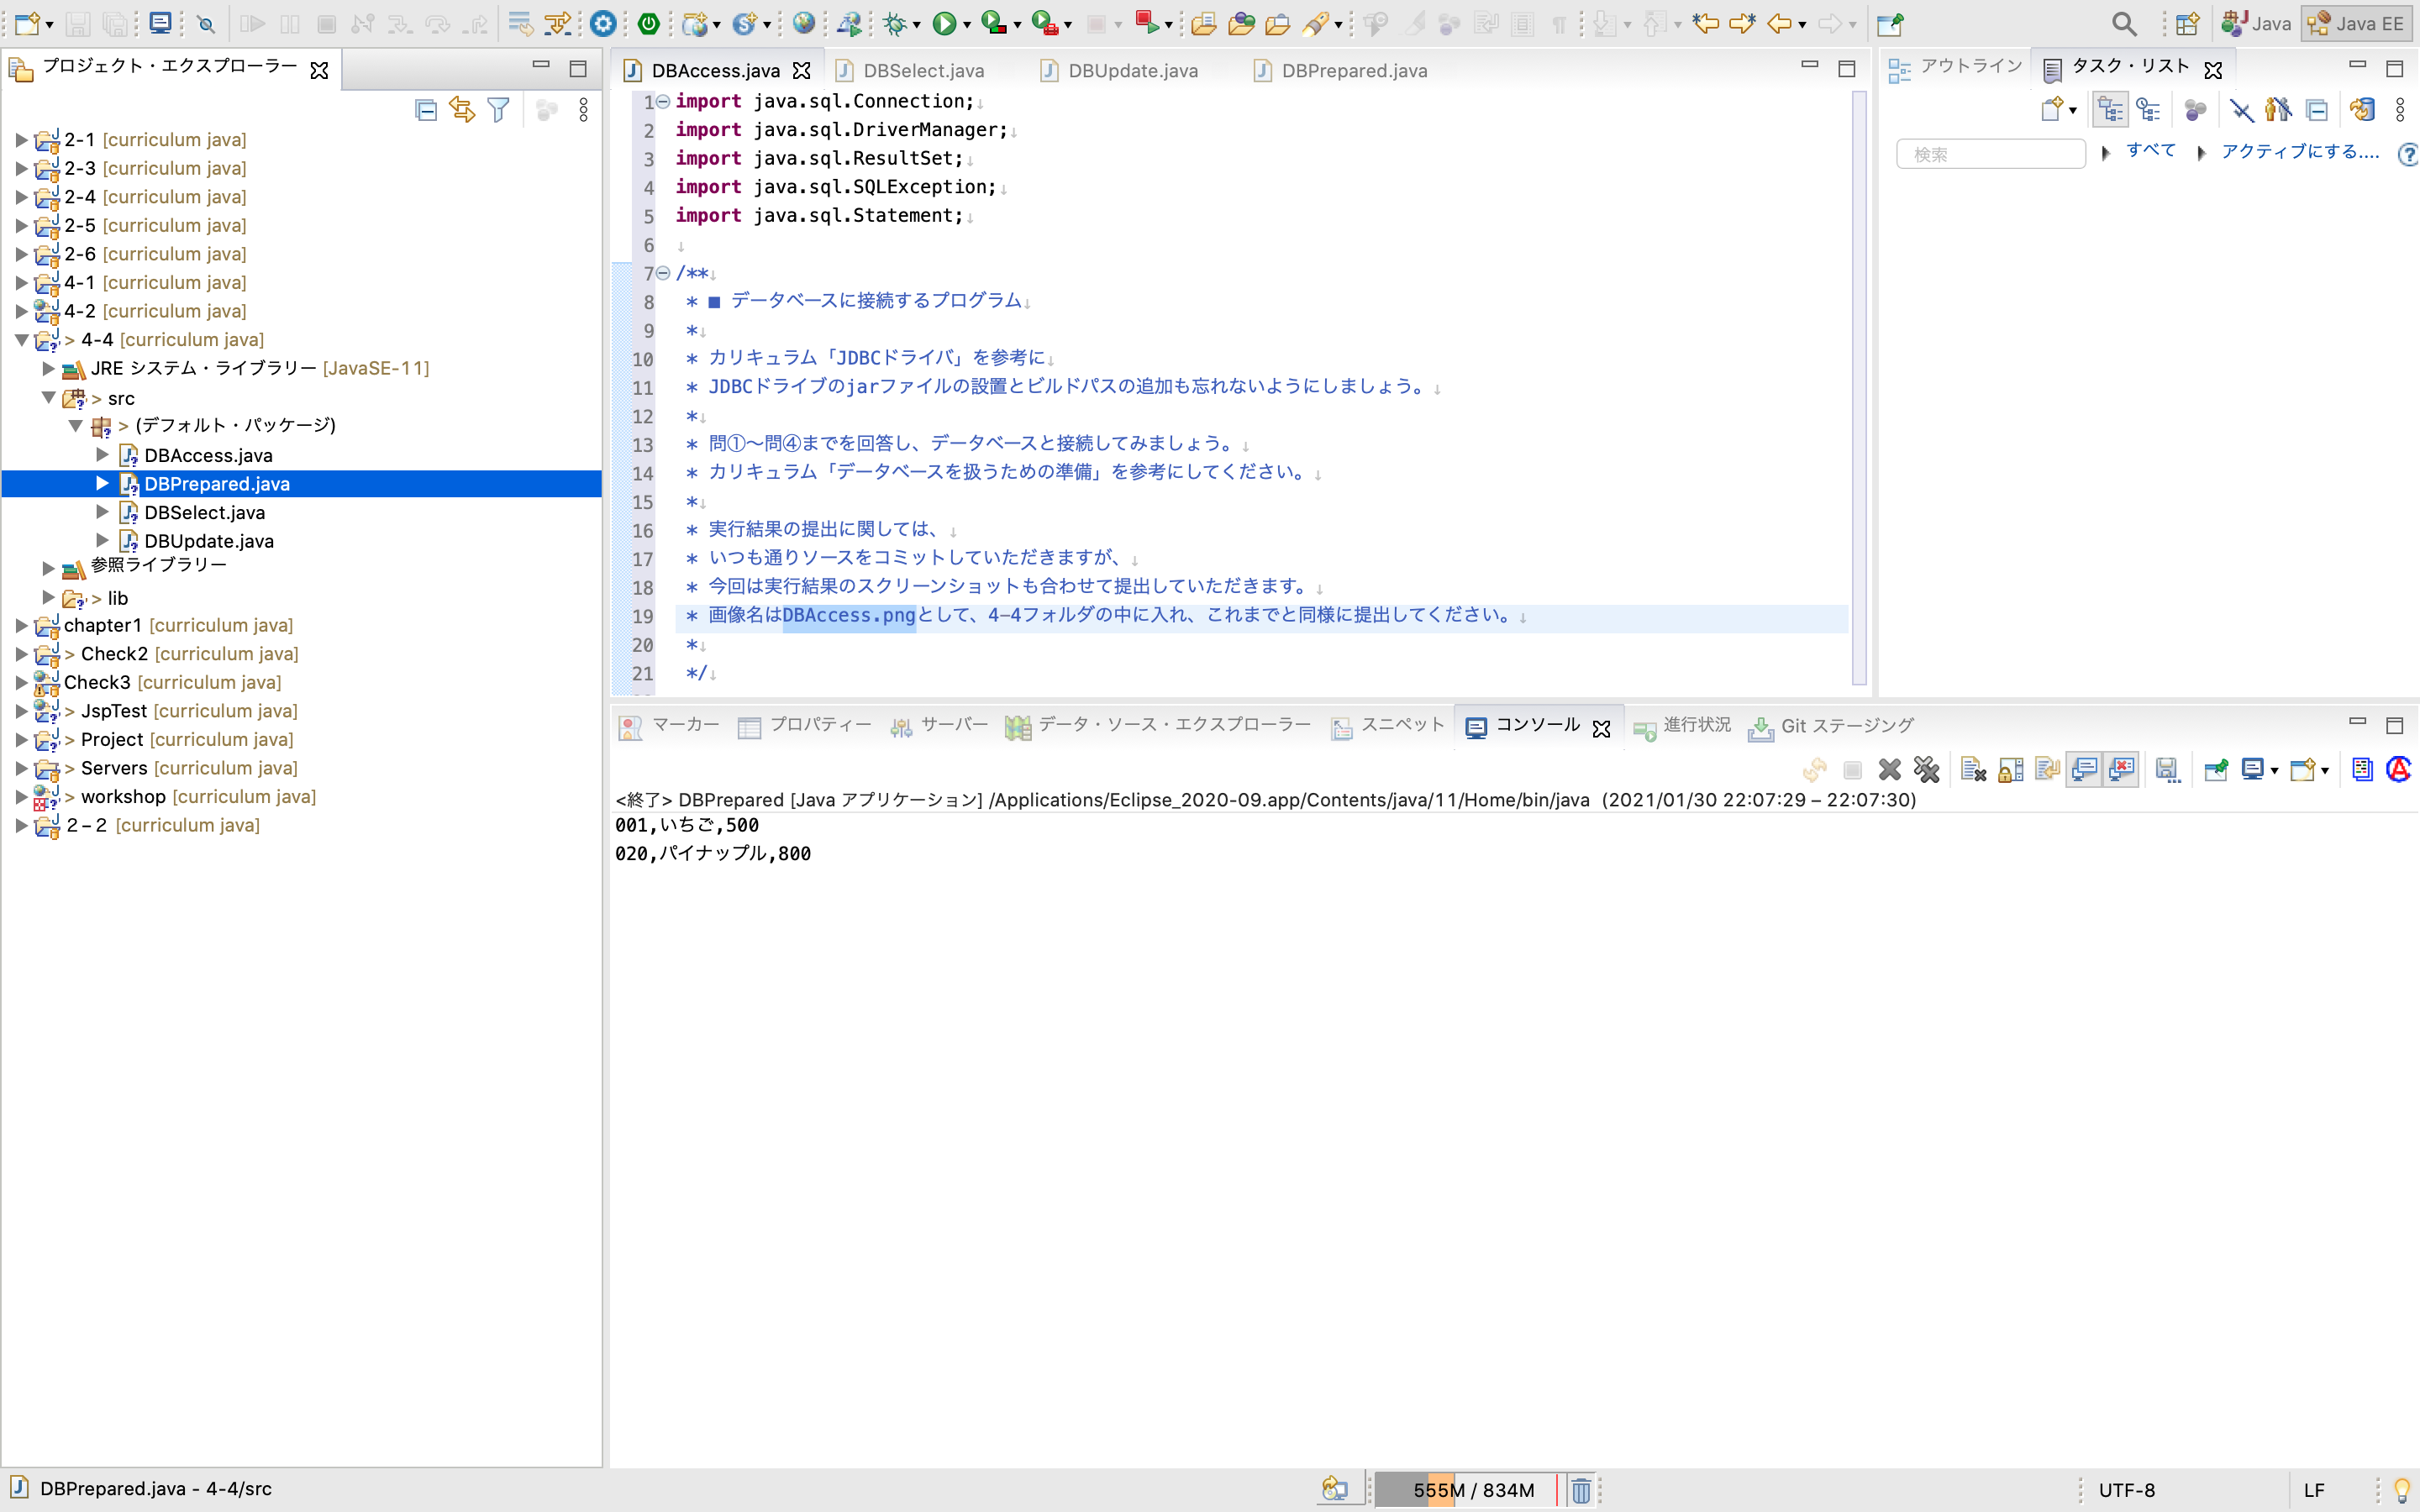 Java
Java EE
プロジェクト・エクスプローラー
2-1 [curriculum java]
2-3 [curriculum java]
2-4 [curriculum java]
2-5 [curriculum java]
2-6 [curriculum java]
4-1 [curriculum java]
4-2 [curriculum java]
> 4-4 [curriculum java]
JRE システム・ライブラリー [JavaSE-11]
> src
> (デフォルト・パッケージ)
DBAccess.java
DBPrepared.java
DBSelect.java
DBUpdate.java
参照ライブラリー
> lib
chapter1 [curriculum java]
> Check2 [curriculum java]
Check3 [curriculum java]
> JspTest [curriculum java]
> Project [curriculum java]
> Servers [curriculum java]
> workshop [curriculum java]
2−2 [curriculum java]
DBAccess.java DBSelect.java DBUpdate.java DBPrepared.java
1 import java.sql.Connection;↓
2 import java.sql.DriverManager;↓
3 import java.sql.ResultSet;↓
4 import java.sql.SQLException;↓
5 import java.sql.Statement;↓
6 ↓
7 /**↓
8 * ■ データベースに接続するプログラム↓
9 *↓
10 * カリキュラム「JDBCドライバ」を参考に↓
11 * JDBCドライブのjarファイルの設置とビルドパスの追加も忘れないようにしましょう。↓
12 *↓
13 * 問①〜問④までを回答し、データベースと接続してみましょう。↓
14 * カリキュラム「データベースを扱うための準備」を参考にしてください。↓
15 *↓
16 * 実行結果の提出に関しては、↓
17 * いつも通りソースをコミットしていただきますが、↓
18 * 今回は実行結果のスクリーンショットも合わせて提出していただきます。↓
19 * 画像名はDBAccess.pngとして、4−4フォルダの中に入れ、これまでと同様に提出してください。↓
20 *↓
21 */↓
アウトライン タスク・リスト
検索 すべて アクティブにする....
マーカー プロパティー サーバー データ・ソース・エクスプローラー スニペット コンソール 進行状況 Git ステージング
<終了> DBPrepared [Java アプリケーション] /Applications/Eclipse_2020-09.app/Contents/java/11/Home/bin/java (2021/01/30 22:07:29 – 22:07:30)
001,いちご,500
020,パイナップル,800
DBPrepared.java - 4-4/src
555M / 834M
UTF-8
LF